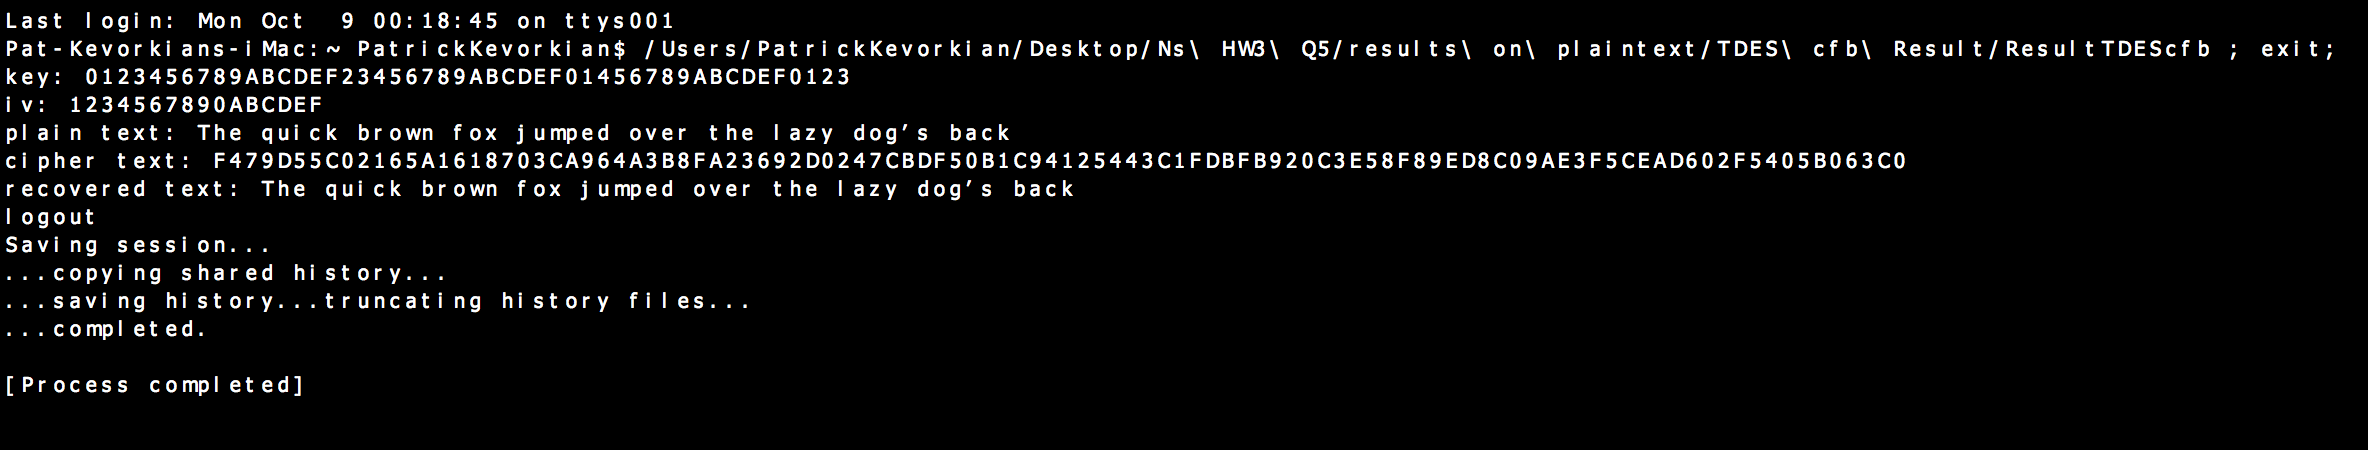 Last login: Mon Oct  9 00:18:45 on ttys001
Pat-Kevorkians-iMac:~ PatrickKevorkian$ /Users/PatrickKevorkian/Desktop/Ns\ HW3\ Q5/results\ on\ plaintext/TDES\ cfb\ Result/ResultTDEScfb ; exit;
key: 0123456789ABCDEF23456789ABCDEF01456789ABCDEF0123
iv: 1234567890ABCDEF
plain text: The quick brown fox jumped over the lazy dog’s back
cipher text: F479D55C02165A1618703CA964A3B8FA23692D0247CBDF50B1C94125443C1FDBFB920C3E58F89ED8C09AE3F5CEAD602F5405B063C0
recovered text: The quick brown fox jumped over the lazy dog’s back
logout
Saving session...
...copying shared history...
...saving history...truncating history files...
...completed.

[Process completed]